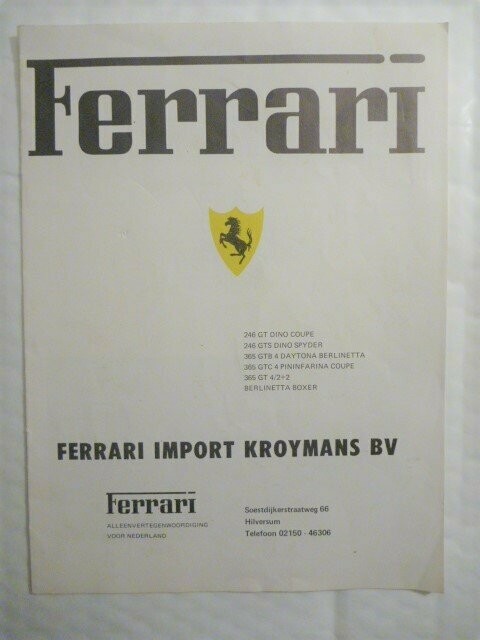 Ferrari
246 GT DINO COUPE
246 GTS DINO SPYDER
365 GTB 4 DAYTONA BERLINETTA
365 GTC 4 PININFARINA COUPE
365 GT 4/2+2
BERLINETTA BOXER
FERRARI IMPORT KROYMANS BV
Ferrari
ALLEENVERTEGENWOORDIGING
VOOR NEDERLAND
Soestdijkerstraatweg 66
Hilversum
Telefoon 02150 - 46306